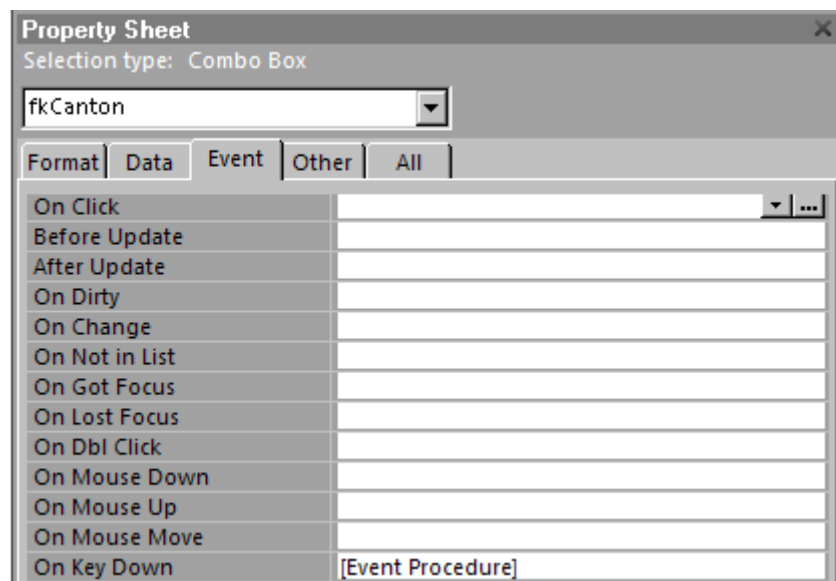 Property Sheet
Selection type: Combo Box
fkCanton
Format Data Event Other All
On Click
Before Update
After Update
On Dirty
On Change
On Not in List
On Got Focus
On Lost Focus
On Dbl Click
On Mouse Down
On Mouse Up
On Mouse Move
On Key Down [Event Procedure]